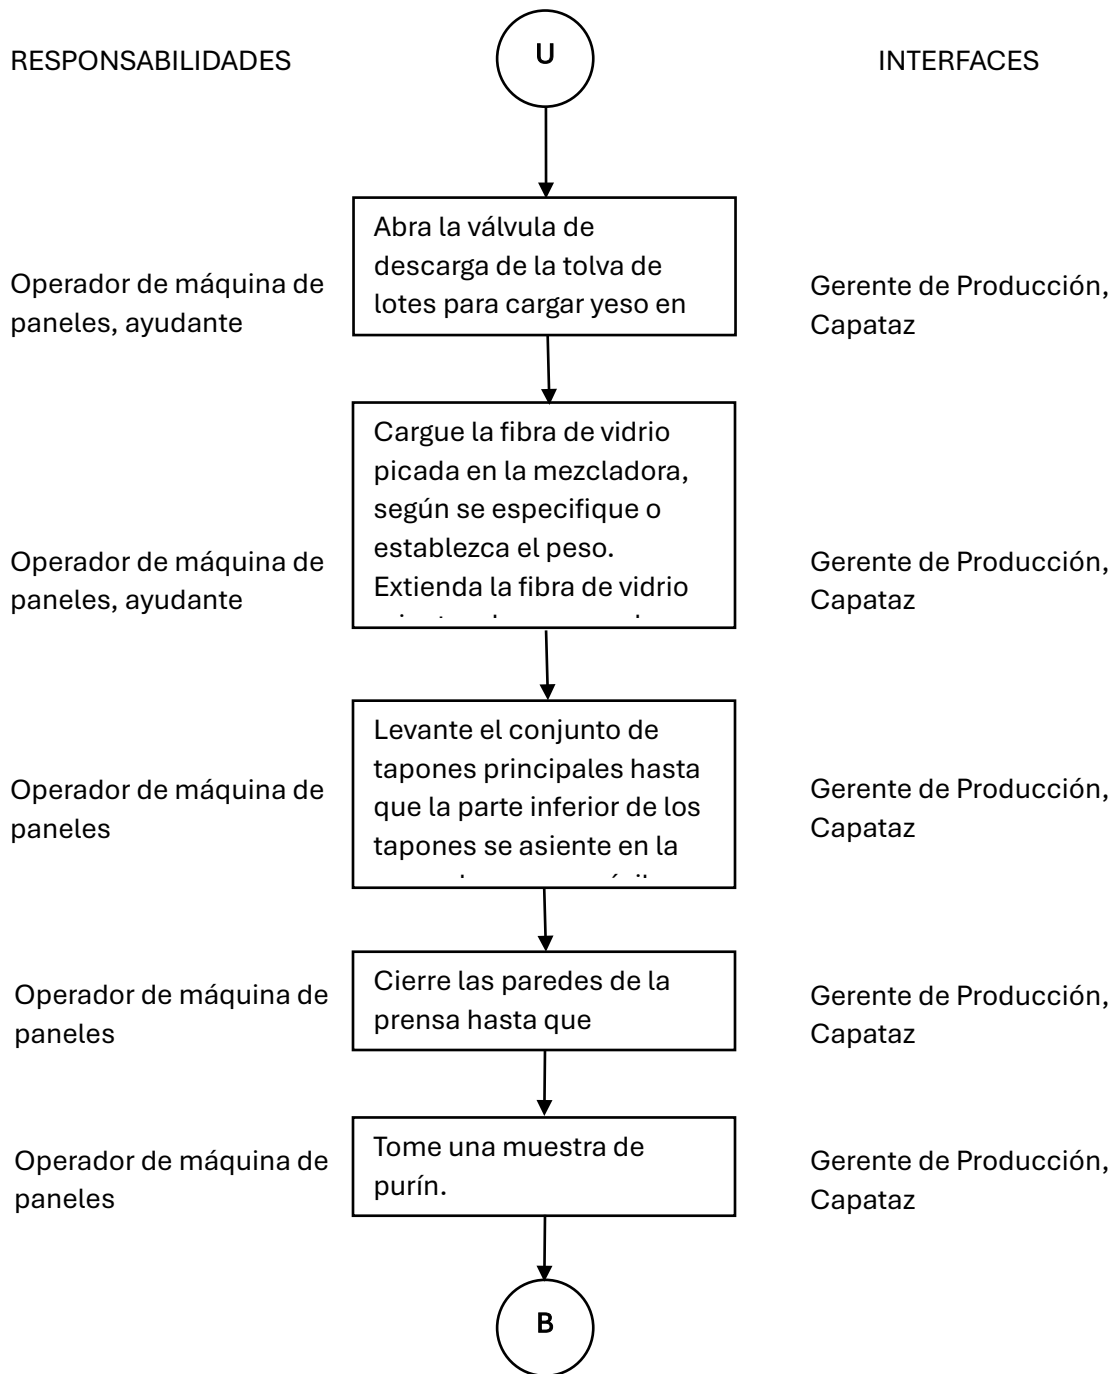 RESPONSABILIDADES
U
INTERFACES
Abra la válvula de
descarga de la tolva de
lotes para cargar yeso en
Operador de máquina de
paneles, ayudante
Gerente de Producción,
Capataz
Cargue la fibra de vidrio
picada en la mezcladora,
según se especifique o
establezca el peso.
Extienda la fibra de vidrio
Operador de máquina de
paneles, ayudante
Gerente de Producción,
Capataz
Levante el conjunto de
tapones principales hasta
que la parte inferior de los
tapones se asiente en la
Operador de máquina de
paneles
Gerente de Producción,
Capataz
Cierre las paredes de la
prensa hasta que
Operador de máquina de
paneles
Gerente de Producción,
Capataz
Tome una muestra de
purín.
Operador de máquina de
paneles
Gerente de Producción,
Capataz
B